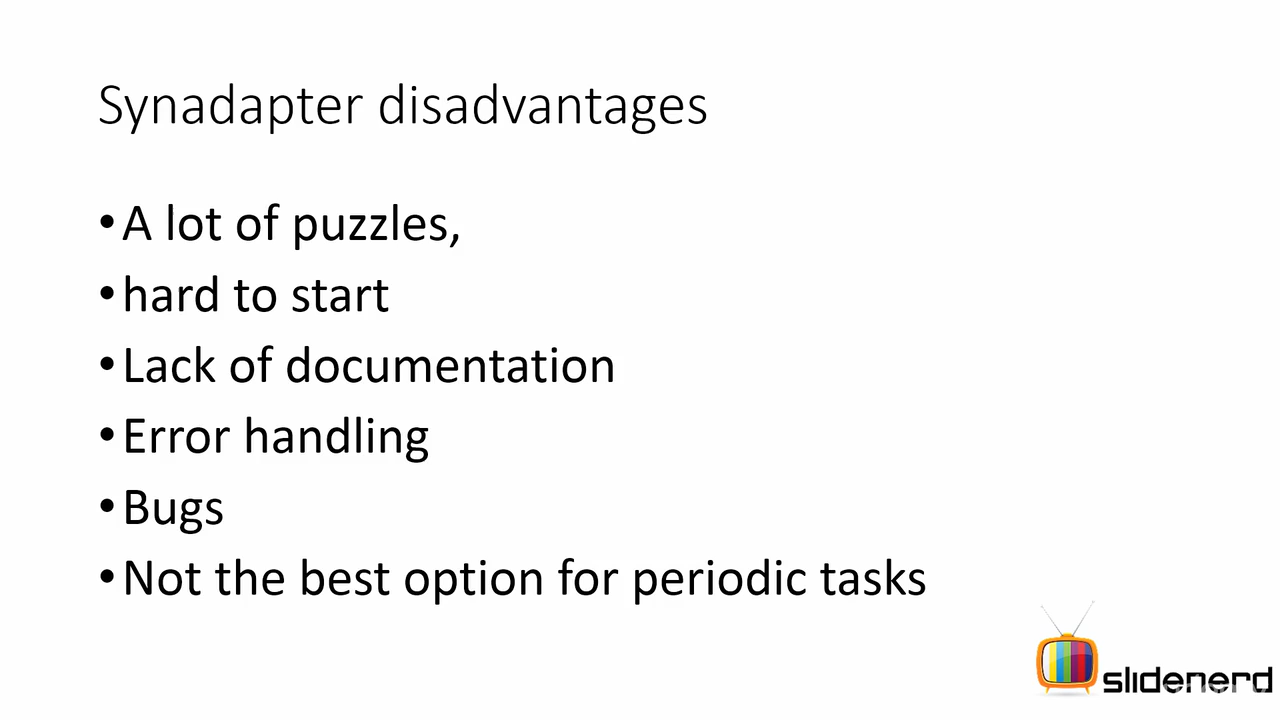 Synadapter disadvantages
•A lot of puzzles,
•hard to start
•Lack of documentation
•Error handling
•Bugs
•Not the best option for periodic tasks
slidenerd